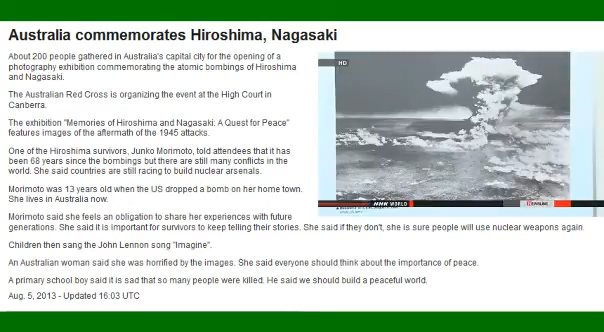 Australia commemorates Hiroshima, Nagasaki
About 200 people gathered in Australia's capital city for the opening of a
photography exhibition commemorating the atomic bombings of Hiroshima
and Nagasaki.
The Australian Red Cross is organizing the event at the High Court in
Canberra.
The exhibition "Memories of Hiroshima and Nagasaki: A Quest for Peace"
features images of the aftermath of the 1945 attacks.
One of the Hiroshima survivors, Junko Morimoto, told attendees that it has
been 68 years since the bombings but there are still many conflicts in the
world. She said countries are still racing to build nuclear arsenals.
Morimoto was 13 years old when the US dropped a bomb on her home town.
She lives in Australia now.
Morimoto said she feels an obligation to share her experiences with future
generations. She said it is important for survivors to keep telling their stories. She said if they don't, she is sure people will use nuclear weapons again.
Children then sang the John Lennon song "Imagine".
An Australian woman said she was horrified by the images. She said everyone should think about the importance of peace.
A primary school boy said it is sad that so many people were killed. He said we should build a peaceful world.
Aug. 5, 2013 - Updated 16:03 UTC
HD
NHK WORLD
NEWSLINE